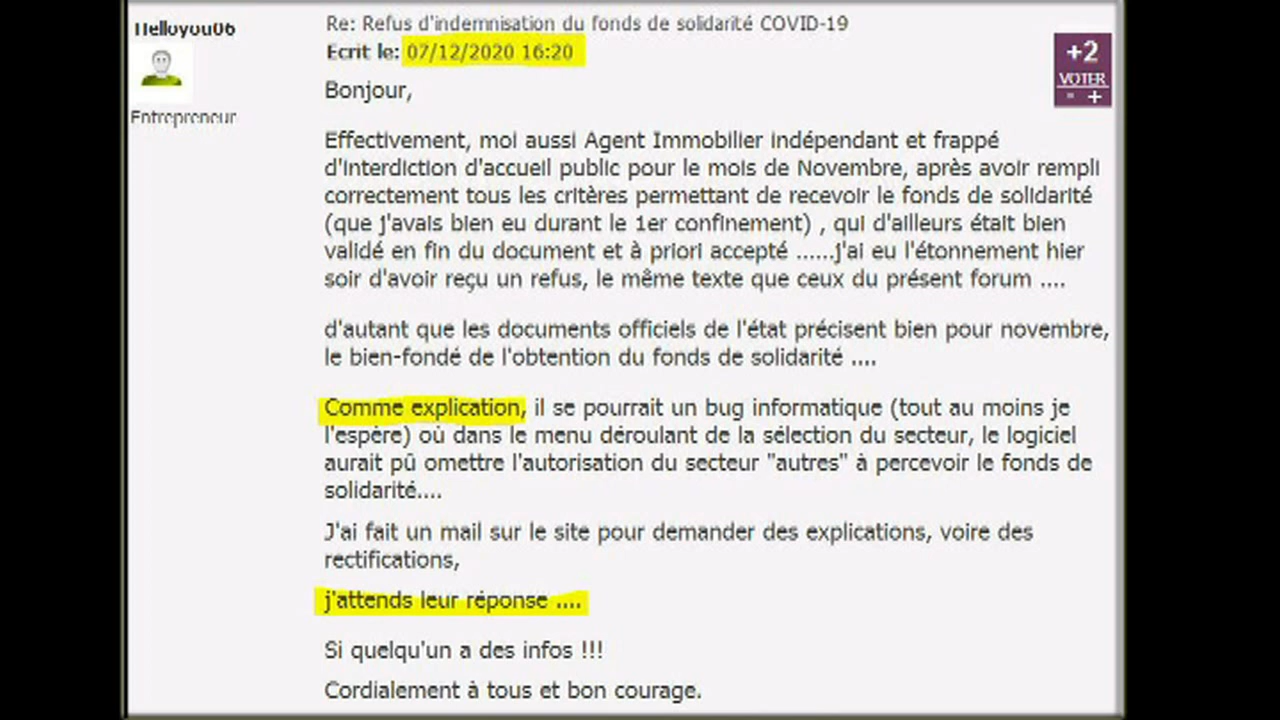 Helloyou06
Re: Refus d'indemnisation du fonds de solidarité COVID-19
Ecrit le: 07/12/2020 16:20
+2
VOTER
- +
Entrepreneur
Bonjour,
Effectivement, moi aussi Agent Immobilier indépendant et frappé
d'interdiction d'accueil public pour le mois de Novembre, après avoir rempli
correctement tous les critères permettant de recevoir le fonds de solidarité
(que j'avais bien eu durant le 1er confinement) , qui d'ailleurs était bien
validé en fin du document et à priori accepté ......j'ai eu l'étonnement hier
soir d'avoir reçu un refus, le même texte que ceux du présent forum ....
d'autant que les documents officiels de l'état précisent bien pour novembre,
le bien-fondé de l'obtention du fonds de solidarité ....
Comme explication, il se pourrait un bug informatique (tout au moins je
l'espère) où dans le menu déroulant de la sélection du secteur, le logiciel
aurait pû omettre l'autorisation du secteur "autres" à percevoir le fonds de
solidarité....
J'ai fait un mail sur le site pour demander des explications, voire des
rectifications,
j'attends leur réponse ....
Si quelqu'un a des infos !!!
Cordialement à tous et bon courage.